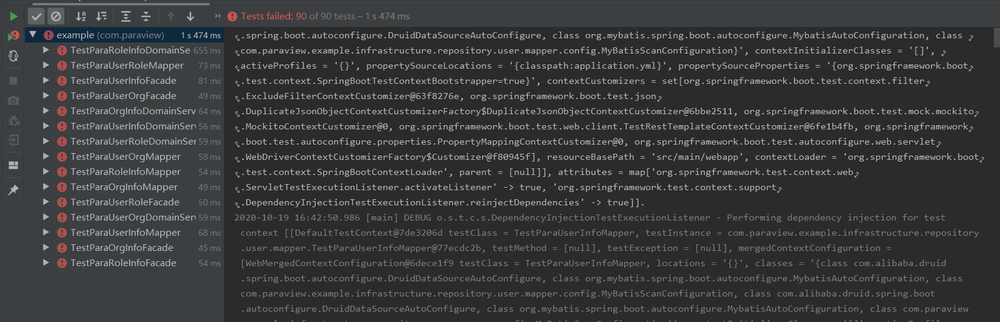 Tests failed: 90 of 90 tests – 1 s 474 ms
example (com.paraview) 1 s 474 ms
TestParaRoleInfoDomainSe 655 ms
TestParaUserRoleMapper 73 ms
TestParaUserInfoFacade 81 ms
TestParaUserOrgFacade 49 ms
TestParaOrgInfoDomainServ 64 ms
TestParaUserInfoDomainSer 56 ms
TestParaUserRoleDomainSer 59 ms
TestParaUserOrgMapper 58 ms
TestParaRoleInfoMapper 54 ms
TestParaOrgInfoMapper 49 ms
TestParaUserRoleFacade 50 ms
TestParaUserOrgDomainServ 59 ms
TestParaUserInfoMapper 68 ms
TestParaOrgInfoFacade 45 ms
TestParaRoleInfoFacade 54 ms
.spring.boot.autoconfigure.DruidDataSourceAutoConfigure, class org.mybatis.spring.boot.autoconfigure.MybatisAutoConfiguration, class
com.paraview.example.infrastructure.repository.user.mapper.config.MyBatisScanConfiguration}', contextInitializerClasses = '[]',
activeProfiles = '{}', propertySourceLocations = '{classpath:application.yml}', propertySourceProperties = '{org.springframework.boot
.test.context.SpringBootTestContextBootstrapper=true}', contextCustomizers = set[org.springframework.boot.test.context.filter
.ExcludeFilterContextCustomizer@63f8276e, org.springframework.boot.test.json
.DuplicateJsonObjectContextCustomizerFactory$DuplicateJsonObjectContextCustomizer@6bbe2511, org.springframework.boot.test.mock.mockito
.MockitoContextCustomizer@0, org.springframework.boot.test.web.client.TestRestTemplateContextCustomizer@6fe1b4fb, org.springframework
.boot.test.autoconfigure.properties.PropertyMappingContextCustomizer@0, org.springframework.boot.test.autoconfigure.web.servlet
.WebDriverContextCustomizerFactory$Customizer@f80945f], resourceBasePath = 'src/main/webapp', contextLoader = 'org.springframework.boot
.test.context.SpringBootContextLoader', parent = [null]], attributes = map['org.springframework.test.context.web
.ServletTestExecutionListener.activateListener' -> true, 'org.springframework.test.context.support
.DependencyInjectionTestExecutionListener.reinjectDependencies' -> true]].
2020-10-19 16:42:50.986 [main] DEBUG o.s.t.c.s.DependencyInjectionTestExecutionListener - Performing dependency injection for test
context [[DefaultTestContext@7de3206d testClass = TestParaUserInfoMapper, testInstance = com.paraview.example.infrastructure.repository
.user.mapper.TestParaUserInfoMapper@77ecdc2b, testMethod = [null], testException = [null], mergedContextConfiguration =
[WebMergedContextConfiguration@6dece1f9 testClass = TestParaUserInfoMapper, locations = '{}', classes = '{class com.alibaba.druid
.spring.boot.autoconfigure.DruidDataSourceAutoConfigure, class org.mybatis.spring.boot.autoconfigure.MybatisAutoConfiguration, class
com.paraview.example.infrastructure.repository.user.mapper.config.MyBatisScanConfiguration, class com.alibaba.druid.spring.boot
.autoconfigure.DruidDataSourceAutoConfigure, class org.mybatis.spring.boot.autoconfigure.MybatisAutoConfiguration, class com.paraview